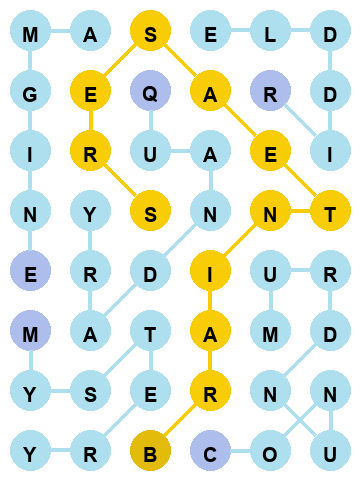 M A S E L D
G E Q A R D
I R U A E I
N Y S N N T
E R D I U R
M A T A M D
Y S E R N N
Y R B C O U